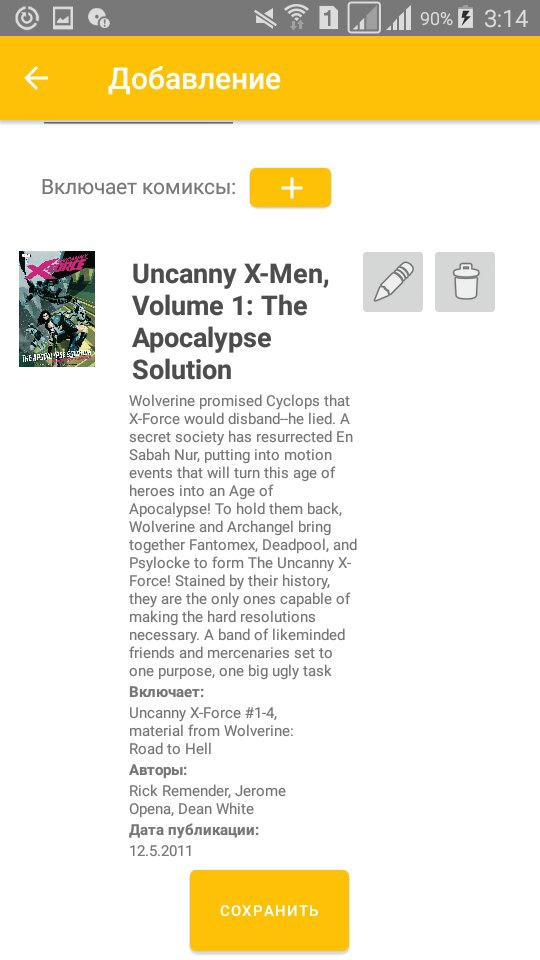 1
90%
3:14
Добавление
Включает комиксы:
UNCANNY
X-FORCE
THE APOCALYPSE SOLUTION
Uncanny X-Men,
Volume 1: The
Apocalypse
Solution
Wolverine promised Cyclops that
X-Force would disband--he lied. A
secret society has resurrected En
Sabah Nur, putting into motion
events that will turn this age of
heroes into an Age of
Apocalypse! To hold them back,
Wolverine and Archangel bring
together Fantomex, Deadpool, and
Psylocke to form The Uncanny X-
Force! Stained by their history,
they are the only ones capable of
making the hard resolutions
necessary. A band of likeminded
friends and mercenaries set to
one purpose, one big ugly task
Включает:
Uncanny X-Force #1-4,
material from Wolverine:
Road to Hell
Авторы:
Rick Remender, Jerome
Opena, Dean White
Дата публикации:
12.5.2011
СОХРАНИТЬ